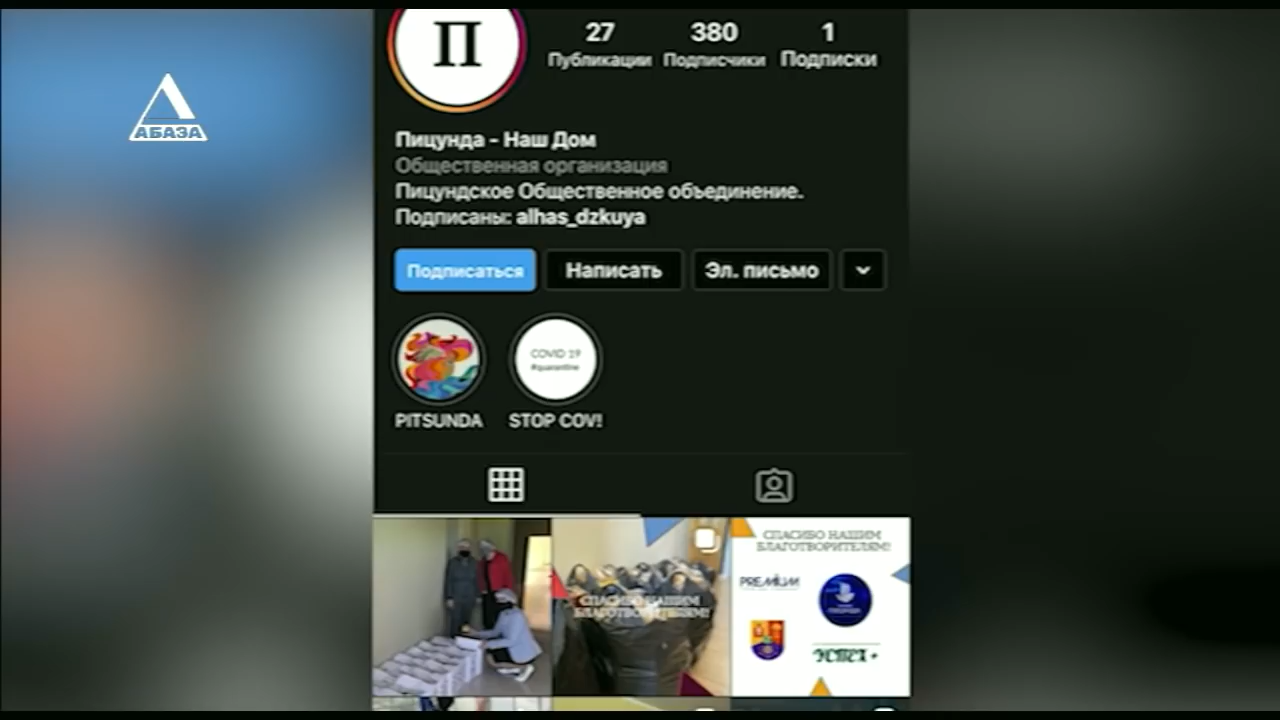 АБАЗА
П
27 380 1
Публикации Подписчики Подписки
Пицунда - Наш Дом
Общественная организация
Пицундское Общественное объединение.
Подписаны: alhas_dzkuya
Подписаться Написать Эл. письмо
COVID 19
#quarantine
PITSUNDA STOP COV!
СПАСИБО НАШИМ
БЛАГОТВОРИТЕЛЯМ!
СПАСИБО НАШИМ
БЛАГОТВОРИТЕЛЯМ!
PREMIUM
УСПЕХ +